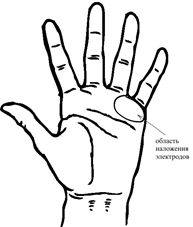 область
наложения
электродов